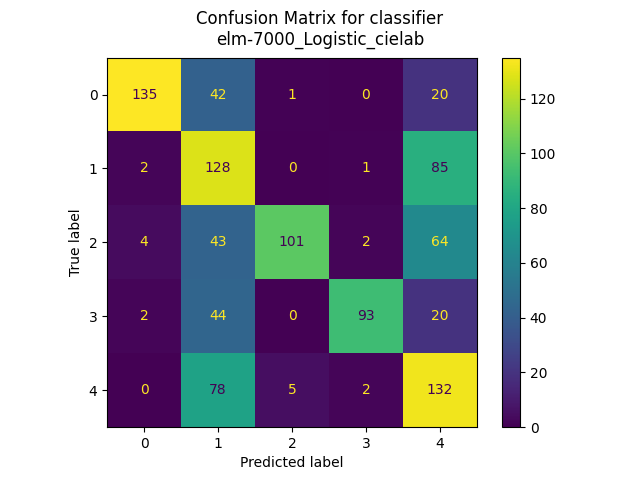 Confusion Matrix for classifier
elm-7000_Logistic_cielab
True label
0 135 42 1 0 20
1 2 128 0 1 85
2 4 43 101 2 64
3 2 44 0 93 20
4 0 78 5 2 132
0 1 2 3 4
Predicted label
120
100
80
60
40
20
0